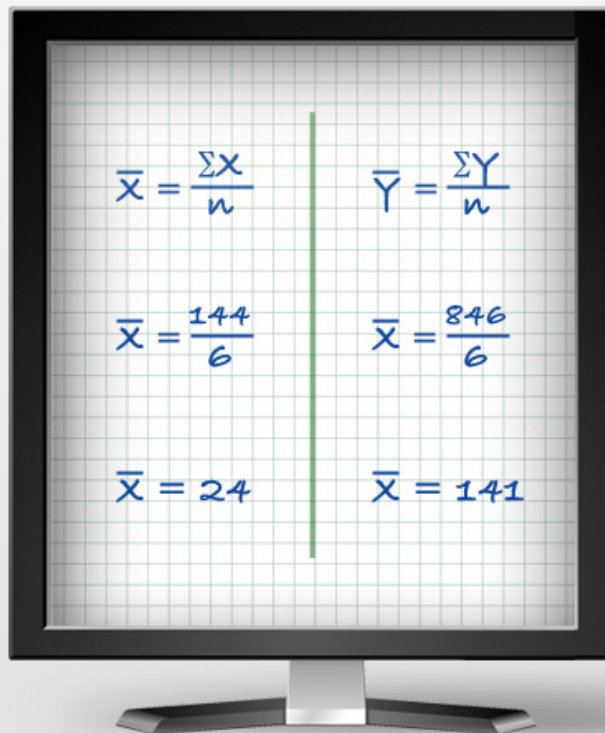 X̄ = ΣX/n
Ȳ = ΣY/n
X̄ = 144/6
X̄ = 846/6
X̄ = 24
X̄ = 141